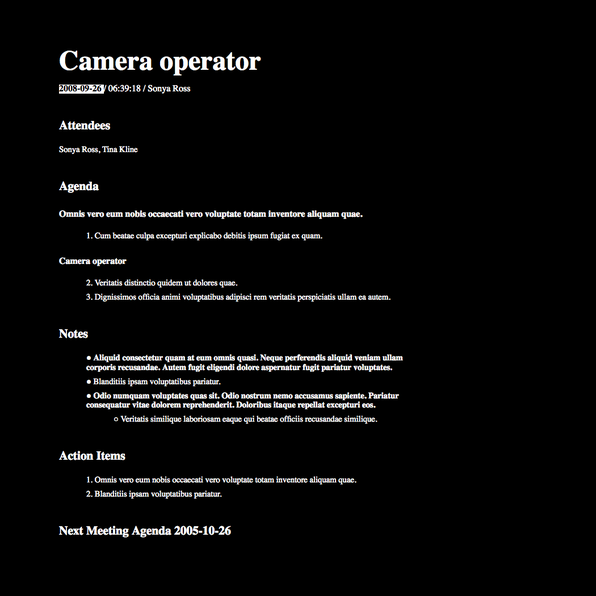 Camera operator
2008-09-26 / 06:39:18 / Sonya Ross
Attendees
Sonya Ross, Tina Kline
Agenda
Omnis vero eum nobis occaecati vero voluptate totam inventore aliquam quae.
1. Cum beatae culpa excepturi explicabo debitis ipsum fugiat ex quam.
Camera operator
2. Veritatis distinctio quidem ut dolores quae.
3. Dignissimos officia animi voluptatibus adipisci rem veritatis perspiciatis ullam ea autem.
Notes
● Aliquid consectetur quam at eum omnis quasi. Neque perferendis aliquid veniam ullam
corporis recusandae. Autem fugit eligendi dolore aspernatur fugit pariatur voluptates.
● Blanditiis ipsam voluptatibus pariatur.
● Odio numquam voluptates quas sit. Odio nostrum nemo accusamus sapiente. Pariatur
consequatur vitae dolorem reprehenderit. Doloribus itaque repellat excepturi eos.
○ Veritatis similique laboriosam eaque qui beatae officiis recusandae similique.
Action Items
1. Omnis vero eum nobis occaecati vero voluptate totam inventore aliquam quae.
2. Blanditiis ipsam voluptatibus pariatur.
Next Meeting Agenda 2005-10-26